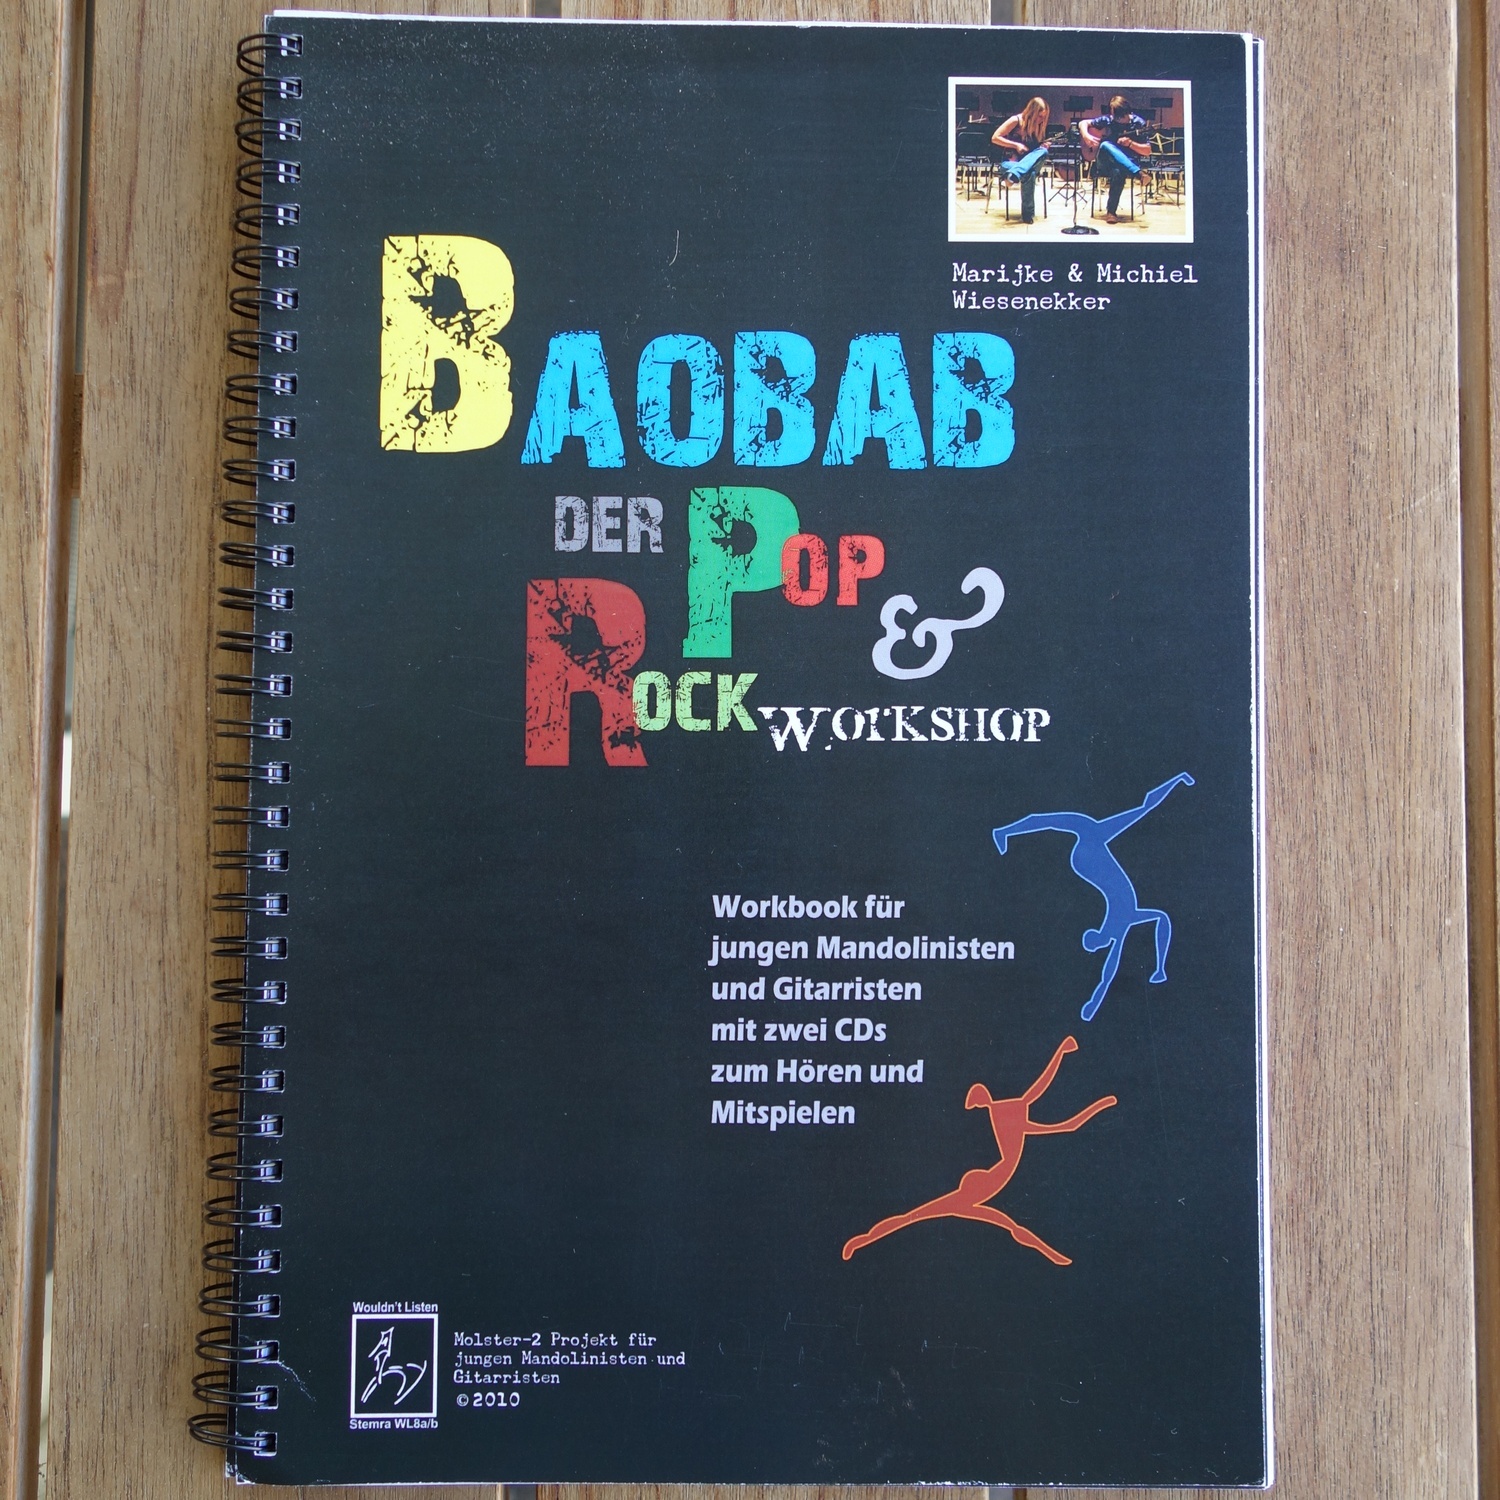 Marijke & Michiel
Wiesenekker
BAOBAB
DER POP &
ROCK WORKSHOP
Workbook für
jungen Mandolinisten
und Gitarristen
mit zwei CDs
zum Hören und
Mitspielen
Wouldn't Listen
Stemra WL8a/b
Molster-2 Projekt für
jungen Mandolinisten und
Gitarristen
©2010